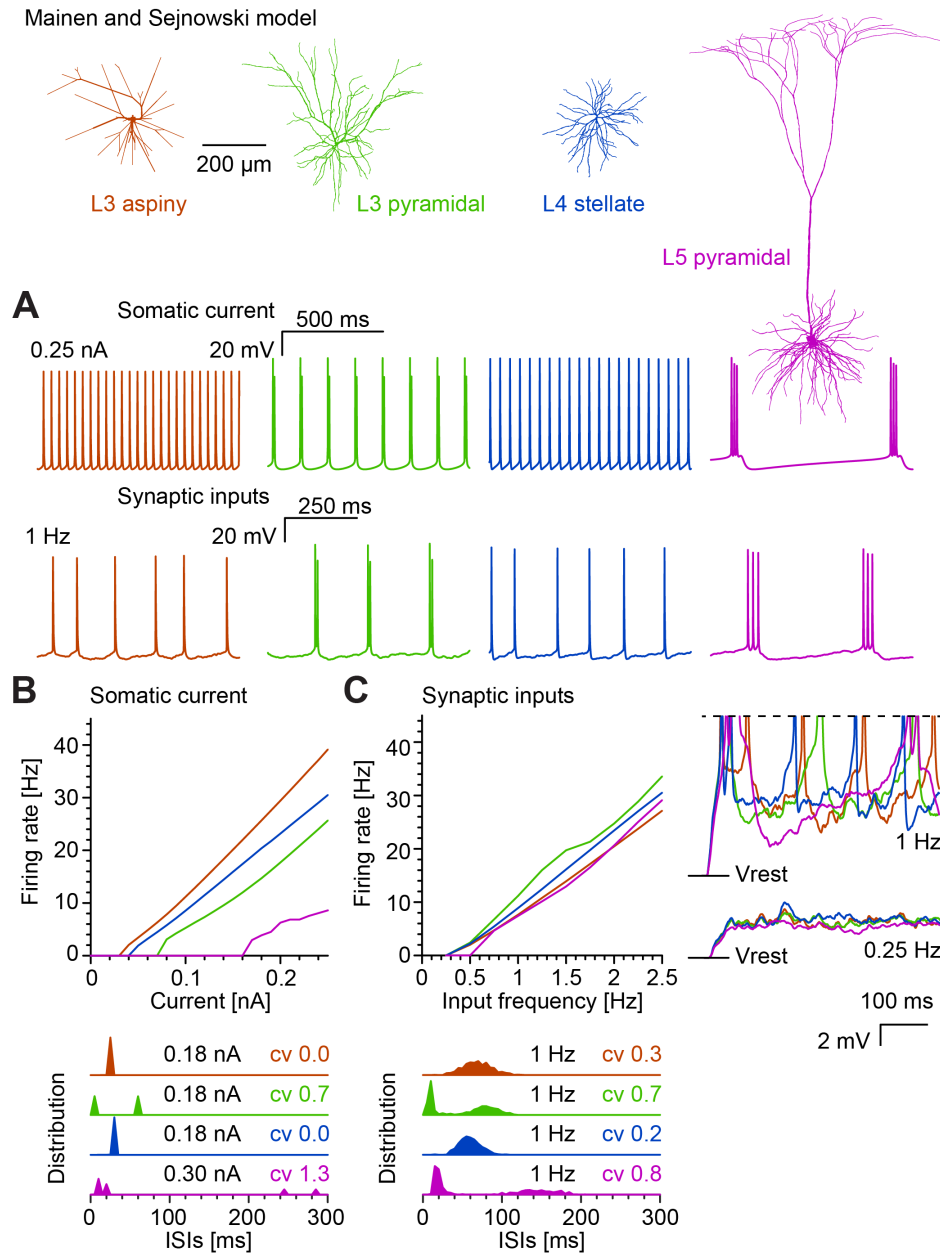 Mainen and Sejnowski model
200 µm
L3 aspiny
L3 pyramidal
L4 stellate
L5 pyramidal
A
Somatic current
500 ms
0.25 nA
20 mV
Synaptic inputs
250 ms
1 Hz
20 mV
B
Somatic current
Firing rate [Hz]
40
30
20
10
0
0
0.1
0.2
Current [nA]
Distribution
0.18 nA cv 0.0
0.18 nA cv 0.7
0.18 nA cv 0.0
0.30 nA cv 1.3
0 100 200 300
ISIs [ms]
C
Synaptic inputs
Firing rate [Hz]
40
30
20
10
0
0 0.5 1 1.5 2 2.5
Input frequency [Hz]
1 Hz
Vrest
Vrest
0.25 Hz
100 ms
2 mV
Distribution
1 Hz cv 0.3
1 Hz cv 0.7
1 Hz cv 0.2
1 Hz cv 0.8
0 100 200 300
ISIs [ms]